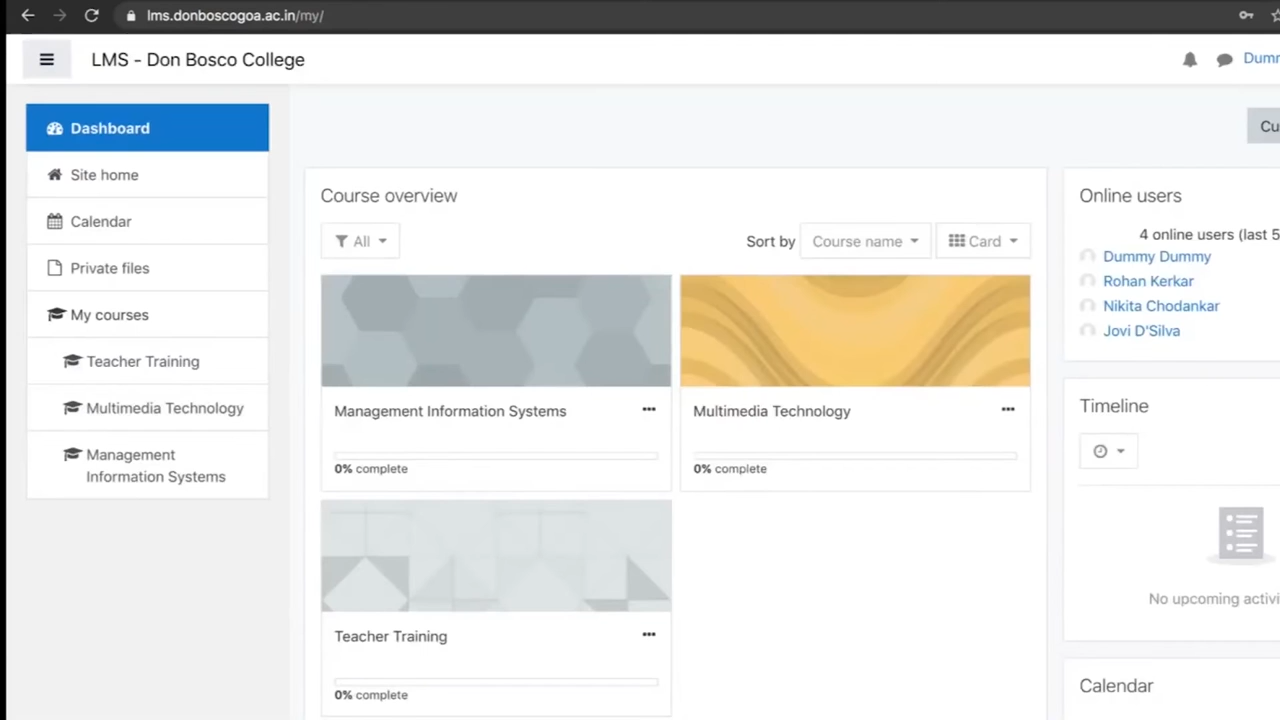 lms.donboscogoa.ac.in/my/
LMS - Don Bosco College
Dashboard
Site home
Calendar
Private files
My courses
Teacher Training
Multimedia Technology
Management
Information Systems
Course overview
All
Sort by
Course name
Card
Management Information Systems
0% complete
Multimedia Technology
0% complete
Teacher Training
0% complete
Online users
4 online users (last 5
Dummy Dummy
Rohan Kerkar
Nikita Chodankar
Jovi D'Silva
Timeline
No upcoming
Calendar